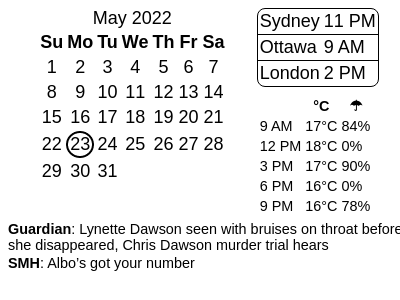 May 2022
Su Mo Tu We Th Fr Sa
1 2 3 4 5 6 7
8 9 10 11 12 13 14
15 16 17 18 19 20 21
22 23 24 25 26 27 28
29 30 31
Sydney 11 PM
Ottawa 9 AM
London 2 PM
°C ☂
9 AM 17°C 84%
12 PM 18°C 0%
3 PM 17°C 90%
6 PM 16°C 0%
9 PM 16°C 78%
Guardian: Lynette Dawson seen with bruises on throat before
she disappeared, Chris Dawson murder trial hears
SMH: Albo’s got your number